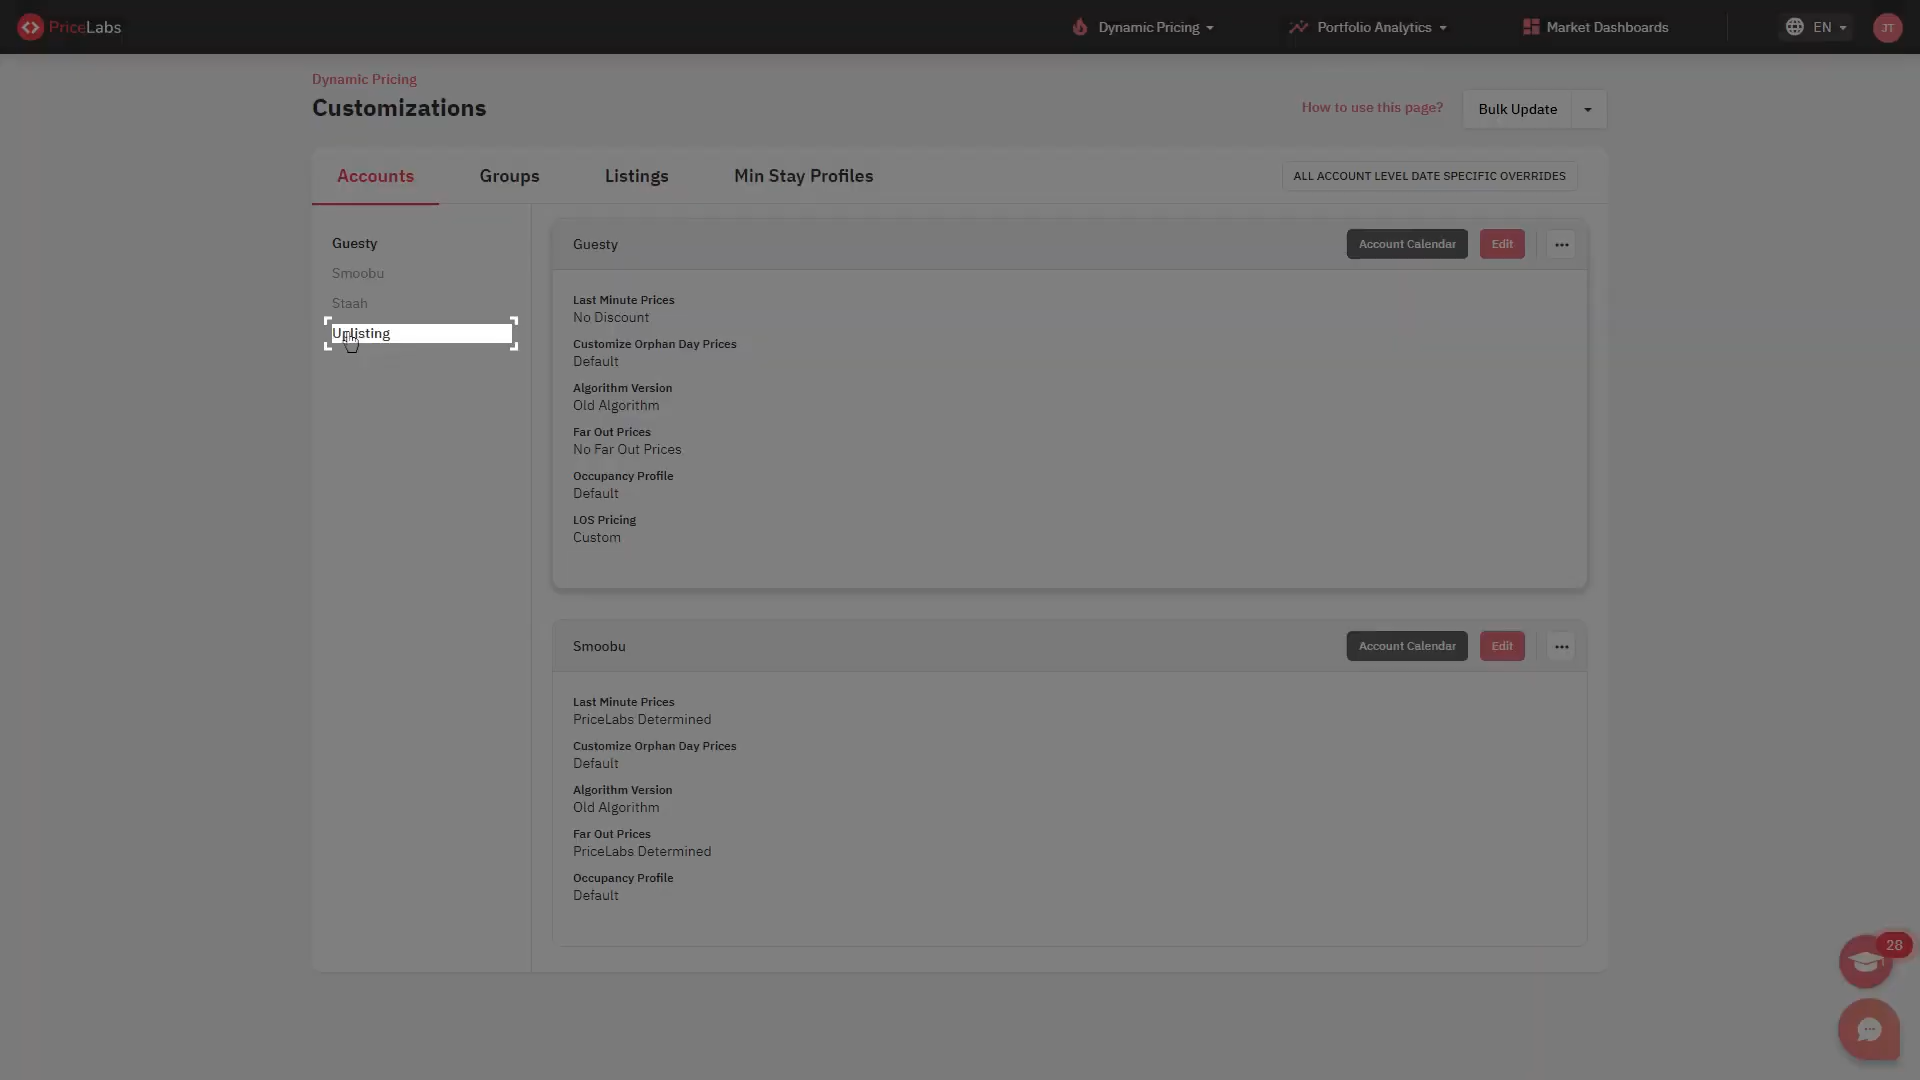 PriceLabs
Dynamic Pricing
Portfolio Analytics
Market Dashboards
EN
JT
Dynamic Pricing
Customizations
How to use this page?
Bulk Update
Accounts
Groups
Listings
Min Stay Profiles
ALL ACCOUNT LEVEL DATE SPECIFIC OVERRIDES
Guesty
Smoobu
Staah
Uplisting
Guesty
Account Calendar
Edit
Last Minute Prices
No Discount
Customize Orphan Day Prices
Default
Algorithm Version
Old Algorithm
Far Out Prices
No Far Out Prices
Occupancy Profile
Default
LOS Pricing
Custom
Smoobu
Account Calendar
Edit
Last Minute Prices
PriceLabs Determined
Customize Orphan Day Prices
Default
Algorithm Version
Old Algorithm
Far Out Prices
PriceLabs Determined
Occupancy Profile
Default
28